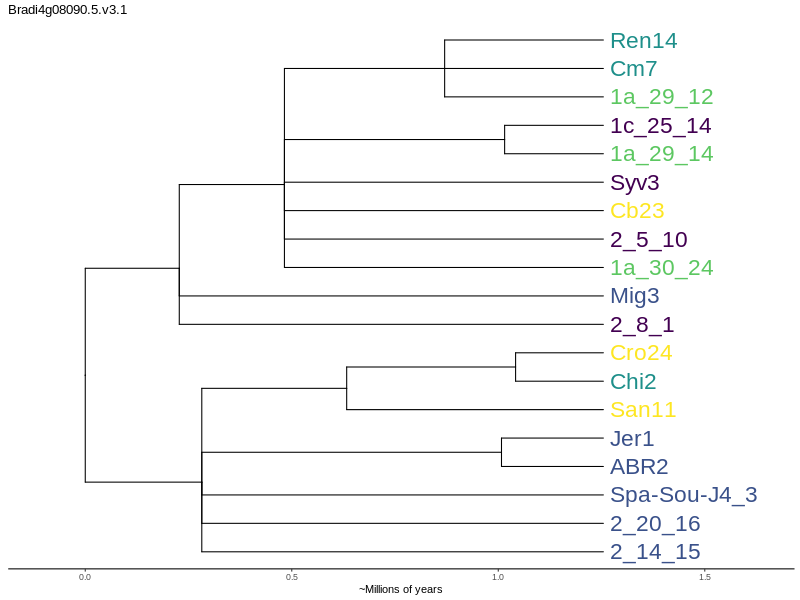 Bradi4g08090.5.v3.1
Ren14
Cm7
1a_29_12
1c_25_14
1a_29_14
Syv3
Cb23
2_5_10
1a_30_24
Mig3
2_8_1
Cro24
Chi2
San11
Jer1
ABR2
Spa-Sou-J4_3
2_20_16
2_14_15
0.0 0.5 1.0 1.5
~Millions of years